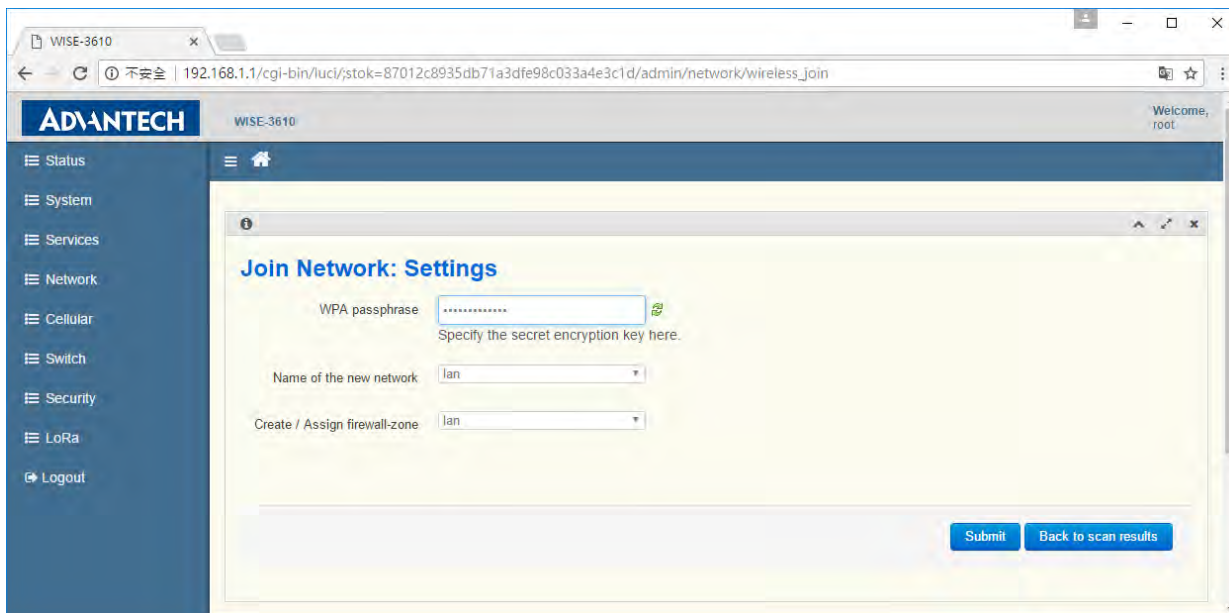 WISE-3610
不安全 | 192.168.1.1/cgi-bin/luci/;stok=87012c8935db71a3dfe98c033a4e3c1d/admin/network/wireless_join
ADVANTECH
WISE-3610
Welcome,
root
Status
System
Services
Network
Cellular
Switch
Security
LoRa
Logout
Join Network: Settings
WPA passphrase
Specify the secret encryption key here.
Name of the new network
lan
Create / Assign firewall-zone
lan
Submit
Back to scan results